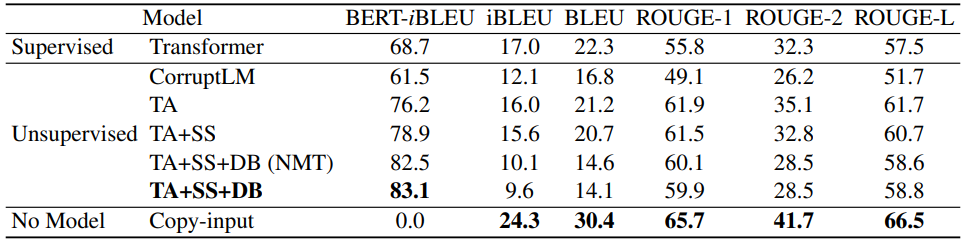 Model BERT-iBLEU iBLEU BLEU ROUGE-1 ROUGE-2 ROUGE-L
Supervised Transformer 68.7 17.0 22.3 55.8 32.3 57.5
CorruptLM 61.5 12.1 16.8 49.1 26.2 51.7
TA 76.2 16.0 21.2 61.9 35.1 61.7
Unsupervised TA+SS 78.9 15.6 20.7 61.5 32.8 60.7
TA+SS+DB (NMT) 82.5 10.1 14.6 60.1 28.5 58.6
TA+SS+DB 83.1 9.6 14.1 59.9 28.5 58.8
No Model Copy-input 0.0 24.3 30.4 65.7 41.7 66.5